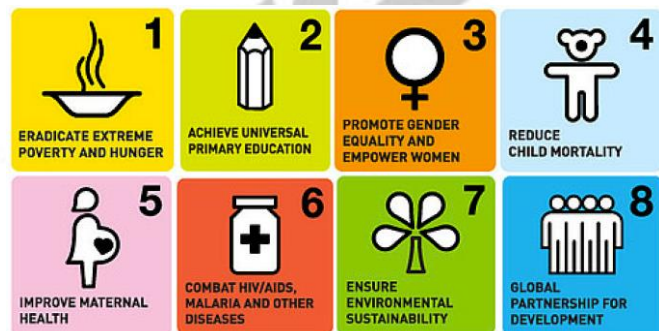 1
ERADICATE EXTREME
POVERTY AND HUNGER
2
ACHIEVE UNIVERSAL
PRIMARY EDUCATION
3
PROMOTE GENDER
EQUALITY AND
EMPOWER WOMEN
4
REDUCE
CHILD MORTALITY
5
IMPROVE MATERNAL
HEALTH
6
COMBAT HIV/AIDS,
MALARIA AND OTHER
DISEASES
7
ENSURE
ENVIRONMENTAL
SUSTAINABILITY
8
GLOBAL
PARTNERSHIP FOR
DEVELOPMENT